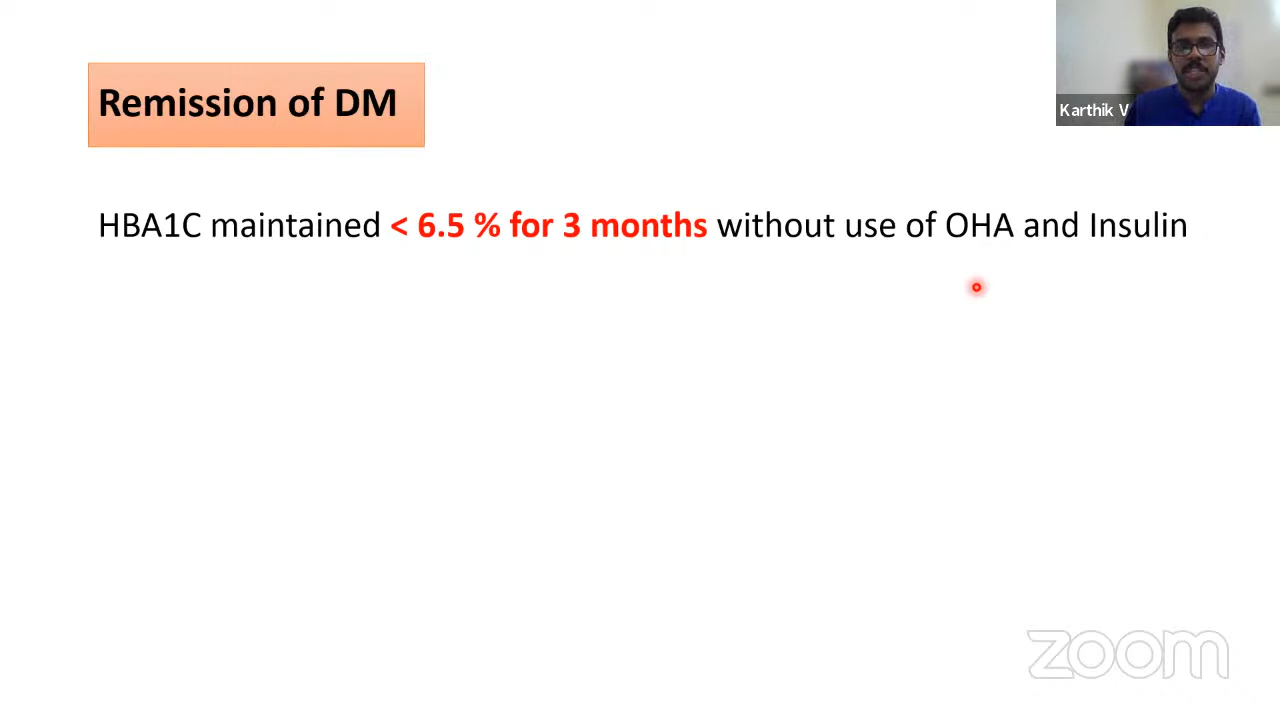 Remission of DM
Karthik V
HBA1C maintained < 6.5 % for 3 months without use of OHA and Insulin
zoom